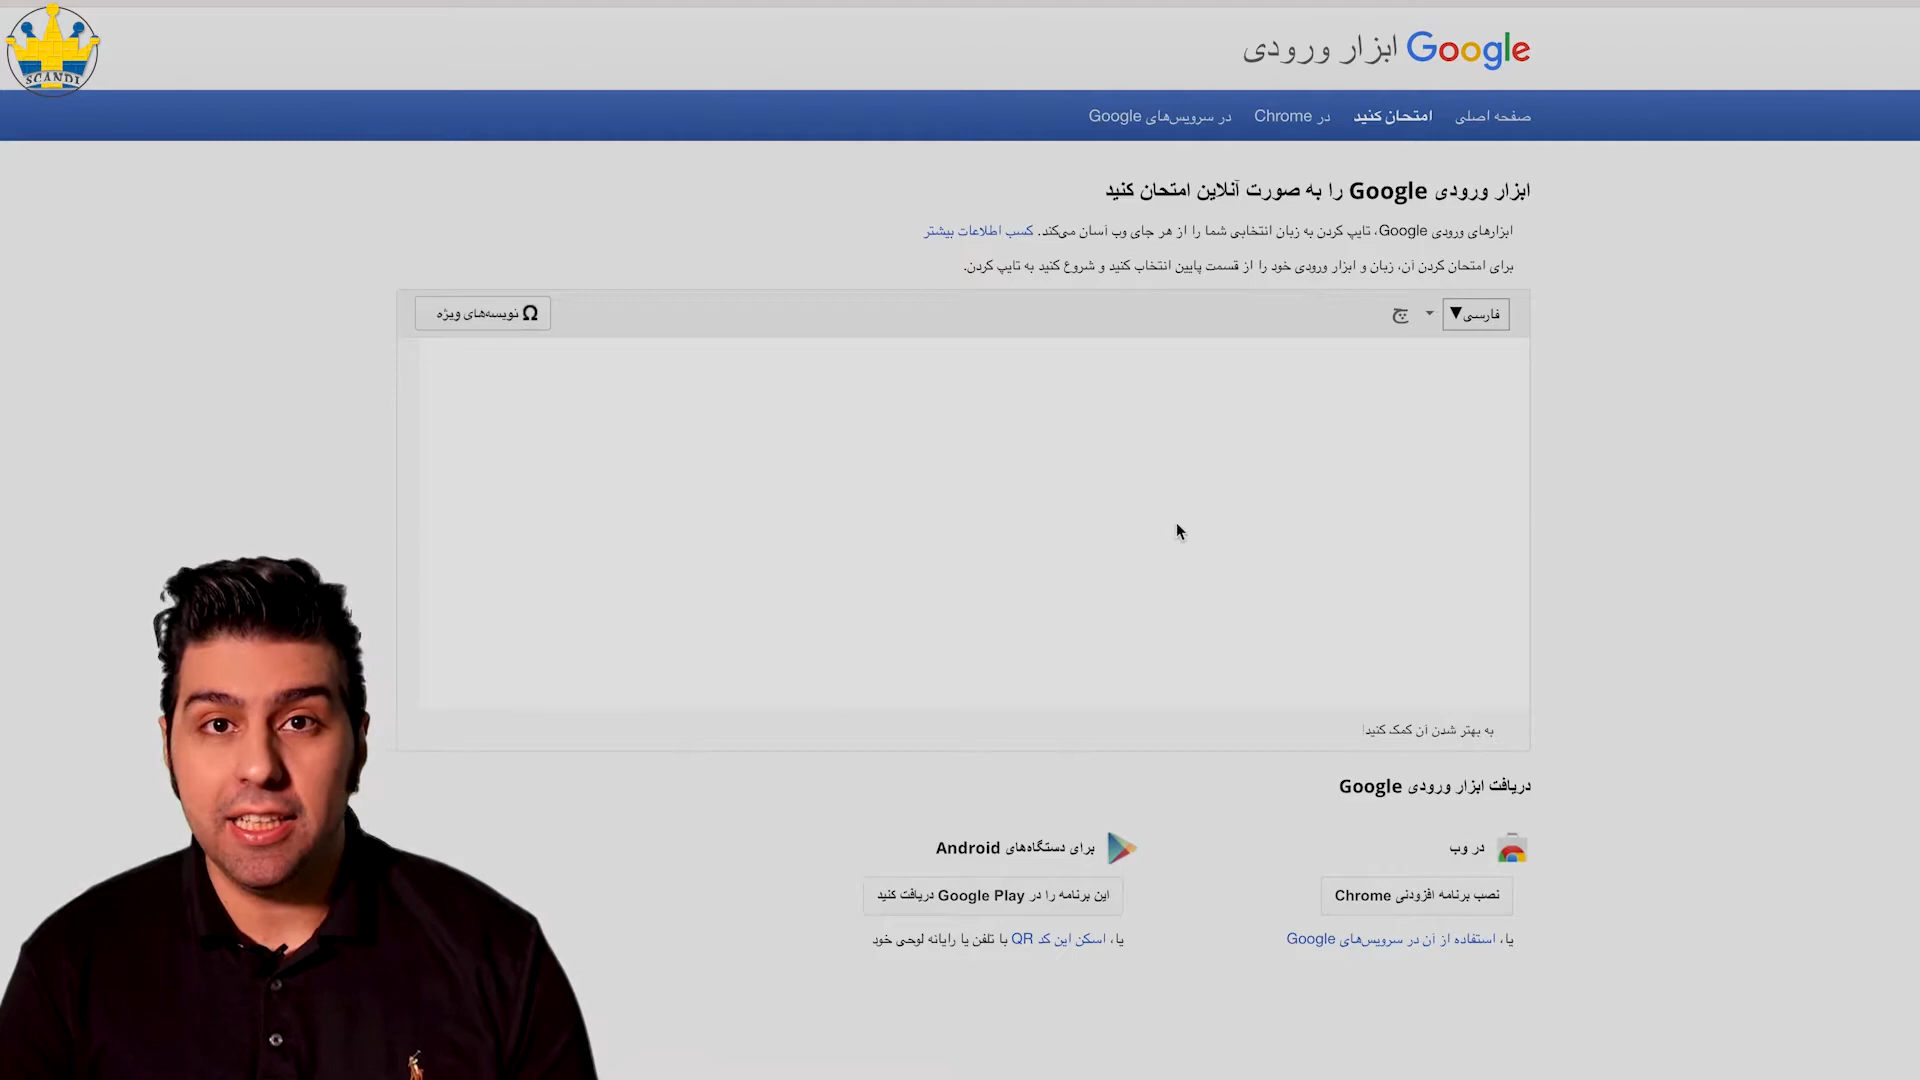 SCANDI
Google ابزار ورودی
صفحه اصلی
امتحان کنید
در Chrome
در سرویس‌های Google
ابزار ورودی Google را به صورت آنلاین امتحان کنید
ابزارهای ورودی Google، تایپ کردن به زبان انتخابی شما را از هر جای وب آسان می‌کند. کسب اطلاعات بیشتر
برای امتحان کردن آن، زبان و ابزار ورودی خود را از قسمت پایین انتخاب کنید و شروع کنید به تایپ کردن.
فارسی▼
چ
Ω نویسه‌های ویژه
به بهتر شدن آن کمک کنید!
دریافت ابزار ورودی Google
در وب
نصب برنامه افزودنی Chrome
یا، استفاده از آن در سرویس‌های Google
برای دستگاه‌های Android
این برنامه را در Google Play دریافت کنید
یا، اسکن این کد QR با تلفن یا رایانه لوحی خود